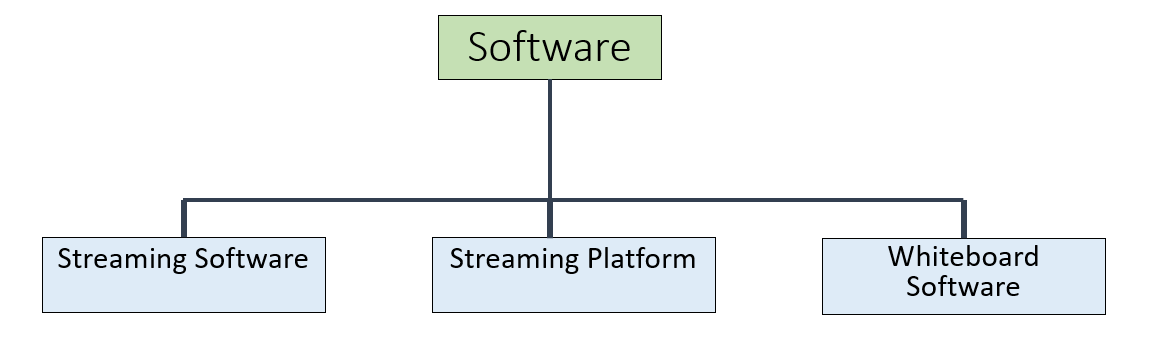 Software
Streaming Software
Streaming Platform
Whiteboard
Software